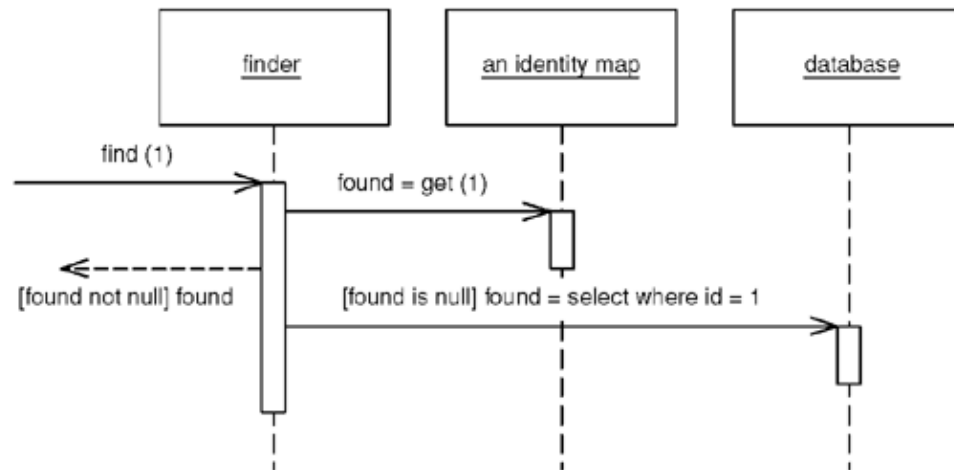 finder
an identity map
database
find (1)
found = get (1)
[found not null] found
[found is null] found = select where id = 1